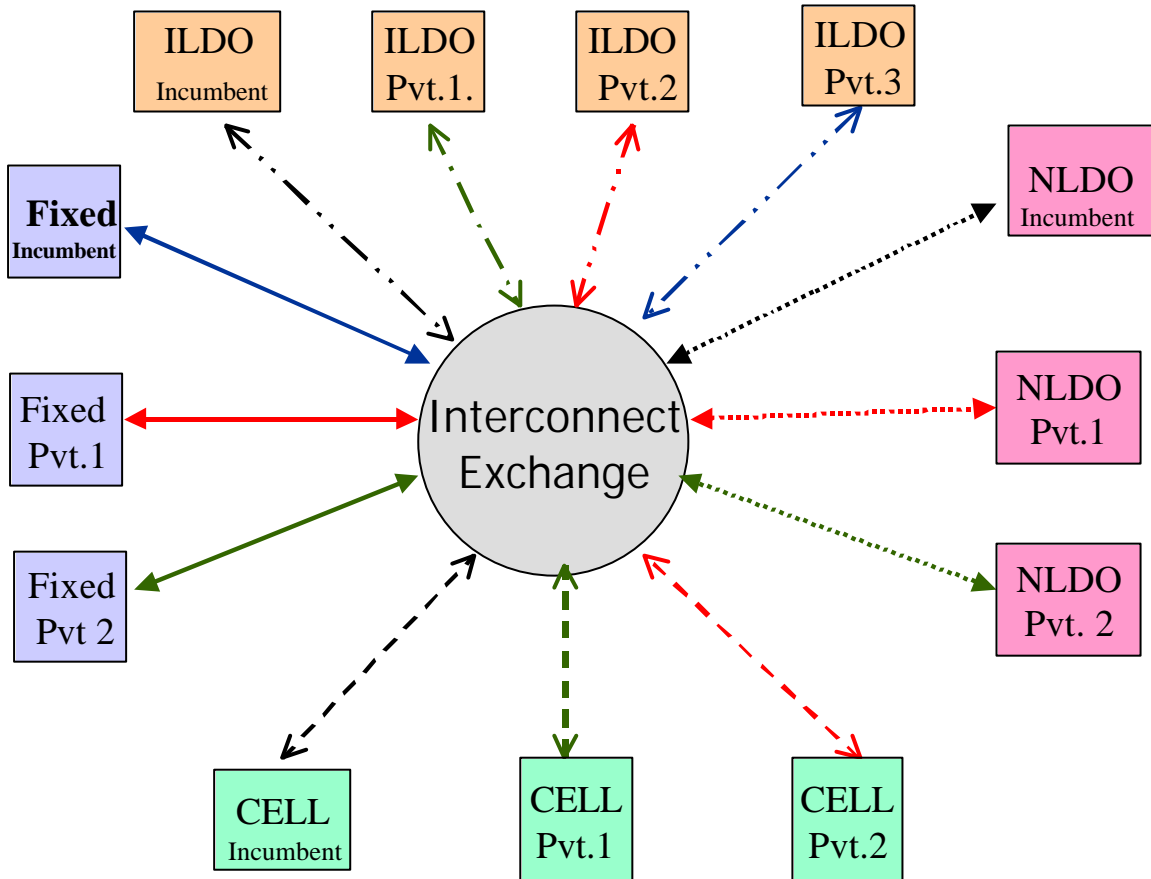 ILDO
Incumbent
ILDO
Pvt.1.
ILDO
Pvt.2
ILDO
Pvt.3
NLDO
Incumbent
Fixed
Incumbent
Interconnect
Exchange
Fixed
Pvt.1
NLDO
Pvt.1
Fixed
Pvt 2
NLDO
Pvt. 2
CELL
Incumbent
CELL
Pvt.1
CELL
Pvt.2